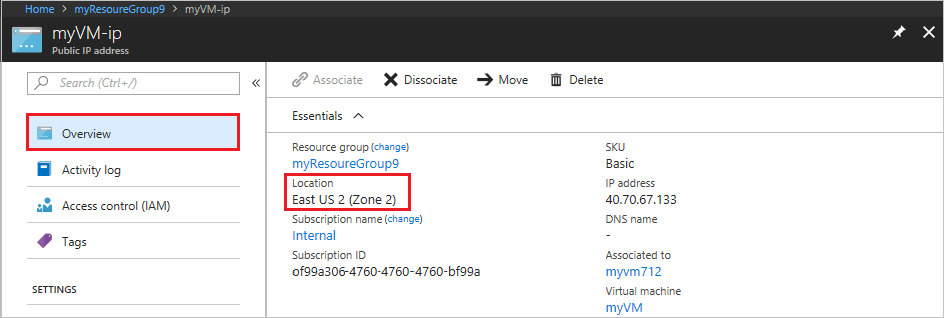 Home > myResoureGroup9 > myVM-ip
myVM-ip
Public IP address
Search (Ctrl+/)
Overview
Activity log
Access control (IAM)
Tags
SETTINGS
Associate Dissociate Move Delete
Essentials
Resource group (change)
myResoureGroup9
Location
East US 2 (Zone 2)
Subscription name (change)
Internal
Subscription ID
of99a306-4760-4760-4760-bf99a
SKU
Basic
IP address
40.70.67.133
DNS name
-
Associated to
myvm712
Virtual machine
myVM